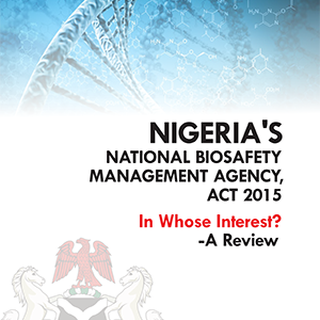 NIGERIA'S
NATIONAL BIOSAFETY
MANAGEMENT AGENCY,
ACT 2015
In Whose Interest?
-A Review